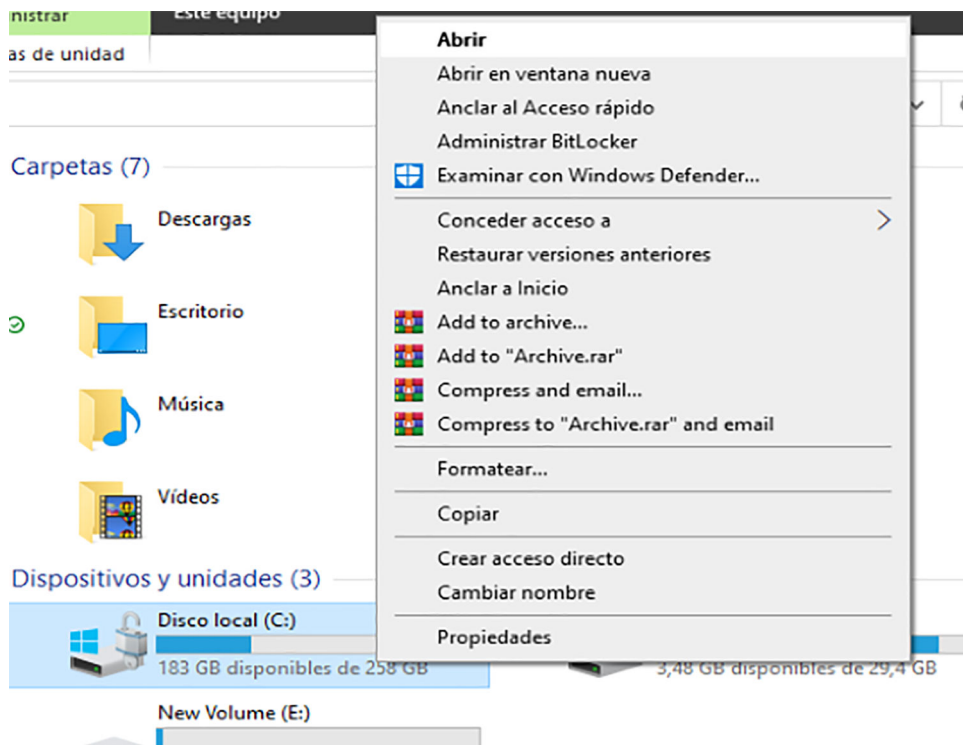 nistrar
Este equipo
as de unidad
Abrir
Abrir en ventana nueva
Anclar al Acceso rápido
Administrar BitLocker
Examinar con Windows Defender...
Conceder acceso a
Restaurar versiones anteriores
Anclar a Inicio
Add to archive...
Add to "Archive.rar"
Compress and email...
Compress to "Archive.rar" and email
Formatear...
Copiar
Crear acceso directo
Cambiar nombre
Propiedades
Carpetas (7)
Descargas
Escritorio
Música
Vídeos
Dispositivos y unidades (3)
Disco local (C:)
183 GB disponibles de 258 GB
3,48 GB disponibles de 29,4 GB
New Volume (E:)